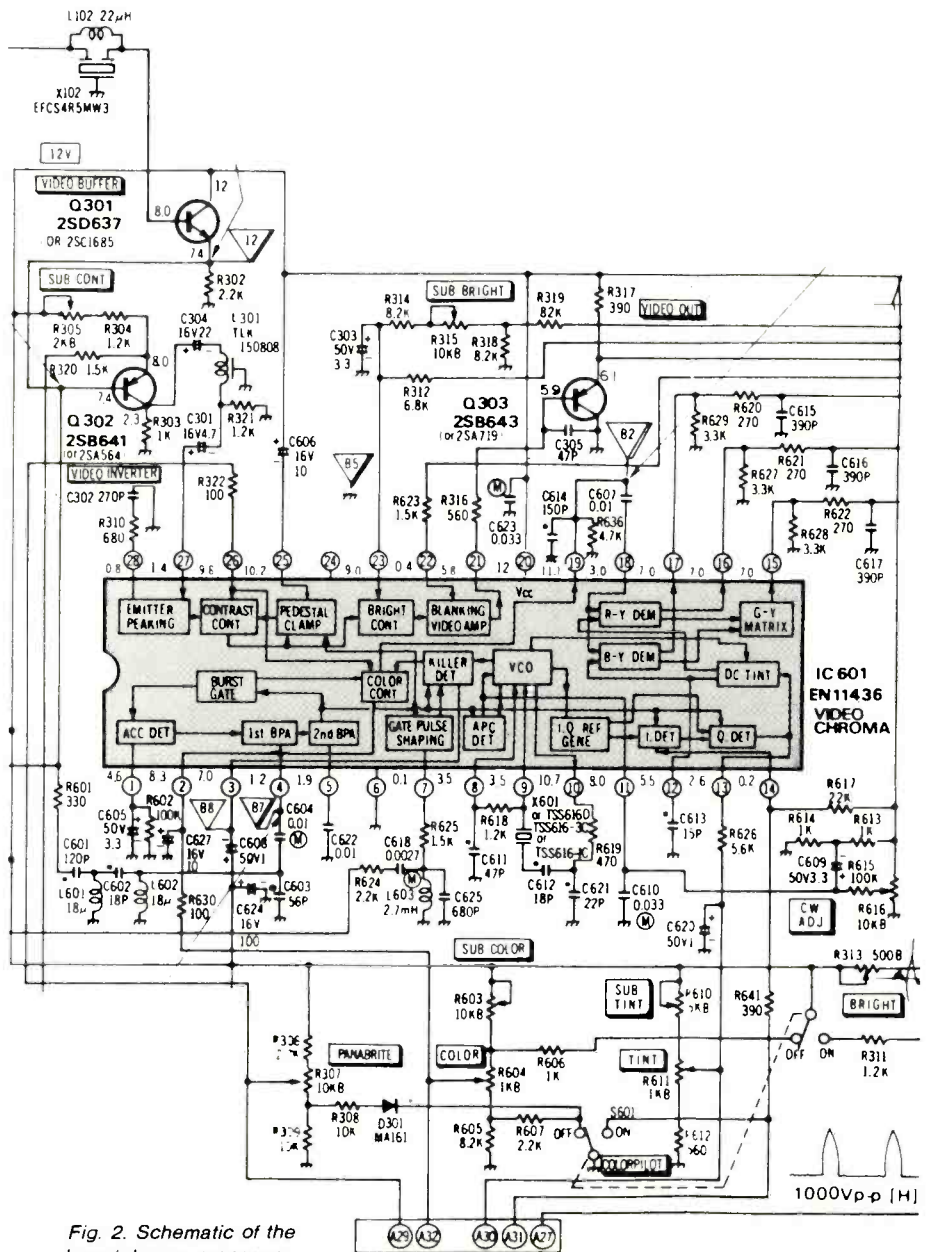 L102 22μH
X102
EFCS4R5MW3
12V
VIDEO BUFFER
Q301
2SD637
OR 2SC1685
8.0
12
7.4
12
R302
2.2K
SUB CONT
R305
2KB
R304
1.2K
R320 1.5K
C304
16V22
L301
TLK
150808
8.0
7.4
2.3
Q302
2SB641
(or 2SA564)
VIDEO INVERTER
R303
1K
C301
16V4.7
R321
1.2K
R322
100
C302 270P
R310
680
C606
16V
10
B5
C303
50V
3.3
R314
8.2K
SUB BRIGHT
R315
10KB
R318
8.2K
R319
82K
R317
390
VIDEO OUT
R312
6.8K
5.9
6.1
Q303
2SB643
(or 2SA719)
C305
47P
B2
R623
1.5K
R316
560
M
C623
0.033
C614
150P
C607
0.01
R636
4.7K
R629
3.3K
R620
270
C615
390P
R627
3.3K
R621
270
C616
390P
R628
3.3K
R622
270
C617
390P
28 27 26 25 24 23 22 21 20 19 18 17 16 15
0.8 1.4 9.6 10.2 9.0 0.4 5.8 12 11.1 3.0 7.0 7.0 7.0
Vcc
EMITTER PEAKING
CONTRAST CONT
PEDESTAL CLAMP
BRIGHT CONT
BLANKING VIDEO AMP
R-Y DEM
G-Y MATRIX
B-Y DEM
BURST GATE
COLOR CONT
KILLER DET
VCO
DC TINT
ACC DET
1st BPA
2nd BPA
GATE PULSE SHAPING
APC DET
I.Q REF GENE
I.DET
Q.DET
IC 601
EN11436
VIDEO
CHROMA
4.6 8.3 7.0 1.2 1.9 0.1 3.5 3.5 10.7 8.0 5.5 2.6 0.2
1 2 3 4 5 6 7 8 9 10 11 12 13 14
R601
330
C605
50V
3.3
R602
100K
C627
16V
10
B8
B7
C608
50V1
C604
0.01
M
C601
120P
L601
18μ
C602
18P
L602
18μ
C603
56P
R630
100
C624
16V
100
C622
0.01
R624
2.2K
C618
0.0027
M
R625
1.5K
L603
2.7mH
C625
680P
R618
1.2K
C611
47P
X601
TSS616D
or TSS616-3C
or
TSS616-1C
C612
18P
R619
470
C621
22P
C610
0.033
M
C613
15P
R626
5.6K
C620
50V1
R617
22K
R614
1K
R613
1K
C609
50V3.3
R615
100K
R616
10KB
CW
ADJ
R313 500B
BRIGHT
SUB COLOR
R603
10KB
SUB
TINT
R641
390
PANABRITE
R307
10KB
R308
10K
D301
MA161
COLOR
R604
1KB
R606
1K
R605
8.2K
R607
2.2K
TINT
R611
1KB
OFF
ON
S601
COLORPILOT
OFF
ON
R311
1.2K
1000Vp-p [H]
A29 A32 A30 A31 A27
Fig. 2. Schematic of the